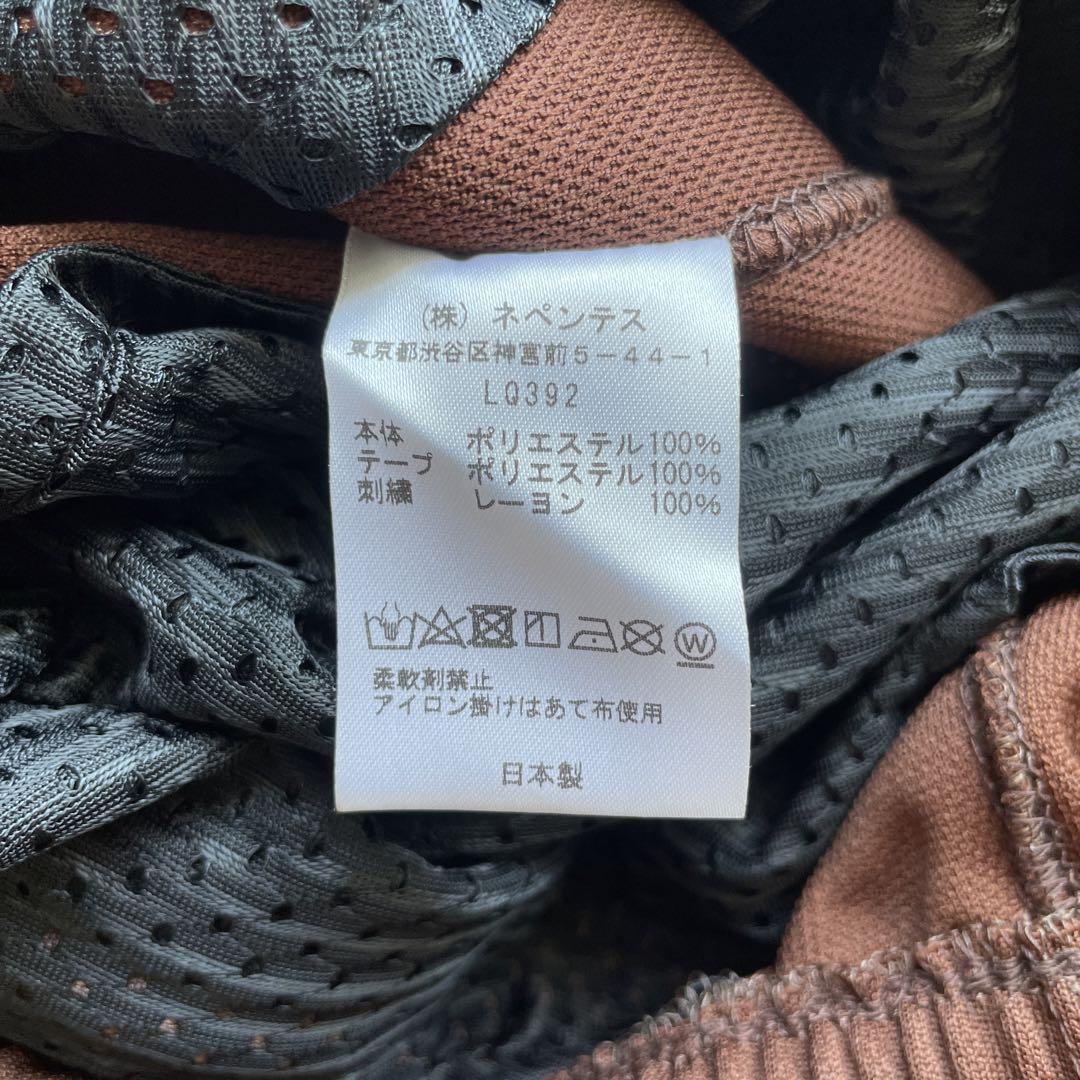 (株) ネペンテス
東京都渋谷区神宮前5-44-1
LQ392
本体 ポリエステル100%
テープ ポリエステル100%
刺繍 レーヨン 100%
W
柔軟剤禁止
アイロン掛けはあて布使用
日本製